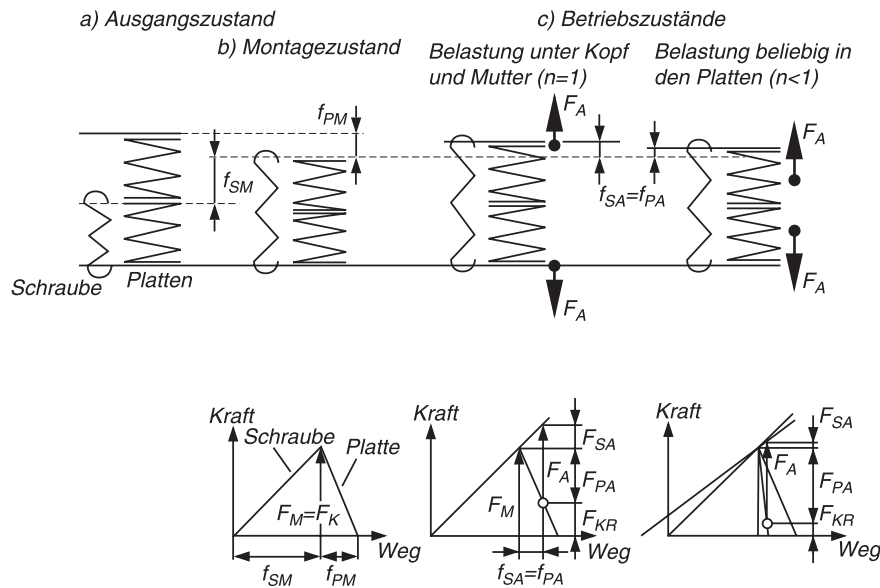 a) Ausgangszustand
b) Montagezustand
c) Betriebszustände
Belastung unter Kopf
und Mutter (n=1)
Belastung beliebig in
den Platten (n<1)
f_PM
f_SM
F_A
f_SA=f_PA
F_A
F_A
F_A
Schraube
Platten
Kraft
Schraube
Platte
F_M=F_K
Weg
f_SM
f_PM
Kraft
F_SA
F_A
F_PA
F_M
F_KR
Weg
f_SA=f_PA
Kraft
F_SA
F_A
F_PA
F_KR
Weg